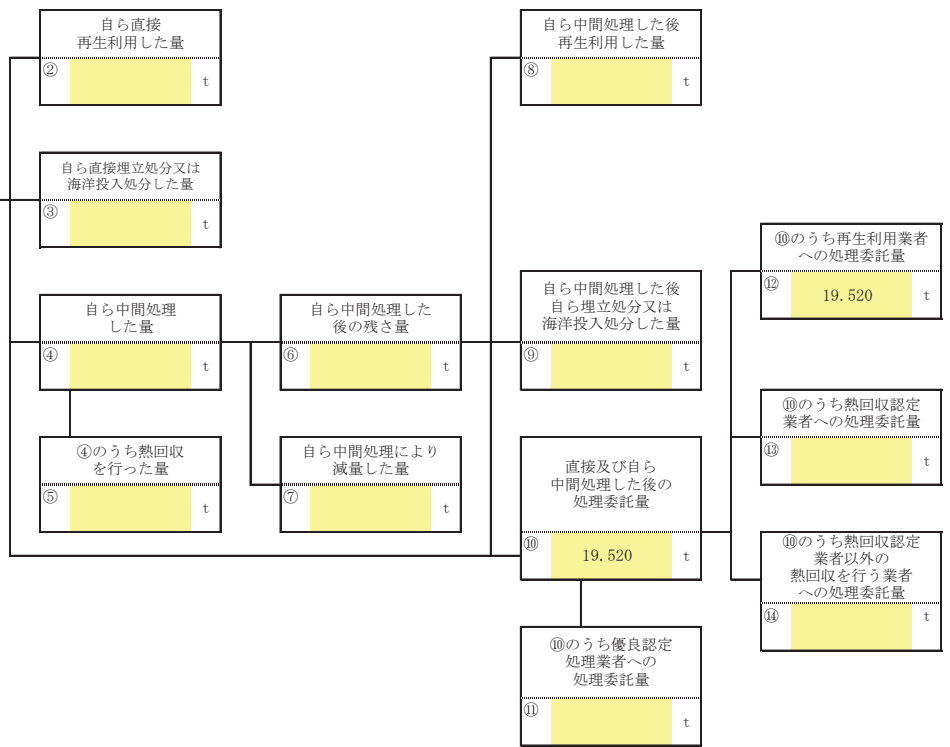 自ら直接
再生利用した量
② t
自ら直接埋立処分又は
海洋投入処分した量
③ t
自ら中間処理
した量
④ t
④のうち熱回収
を行った量
⑤ t
自ら中間処理した
後の残さ量
⑥ t
自ら中間処理により
減量した量
⑦ t
自ら中間処理した後
再生利用した量
⑧ t
自ら中間処理した後
自ら埋立処分又は
海洋投入処分した量
⑨ t
直接及び自ら
中間処理した後の
処理委託量
⑩ 19.520 t
⑩のうち優良認定
処理業者への
処理委託量
⑪ t
⑩のうち再生利用業者
への処理委託量
⑫ 19.520 t
⑩のうち熱回収認定
業者への処理委託量
⑬ t
⑩のうち熱回収認定
業者以外の
熱回収を行う業者
への処理委託量
⑭ t